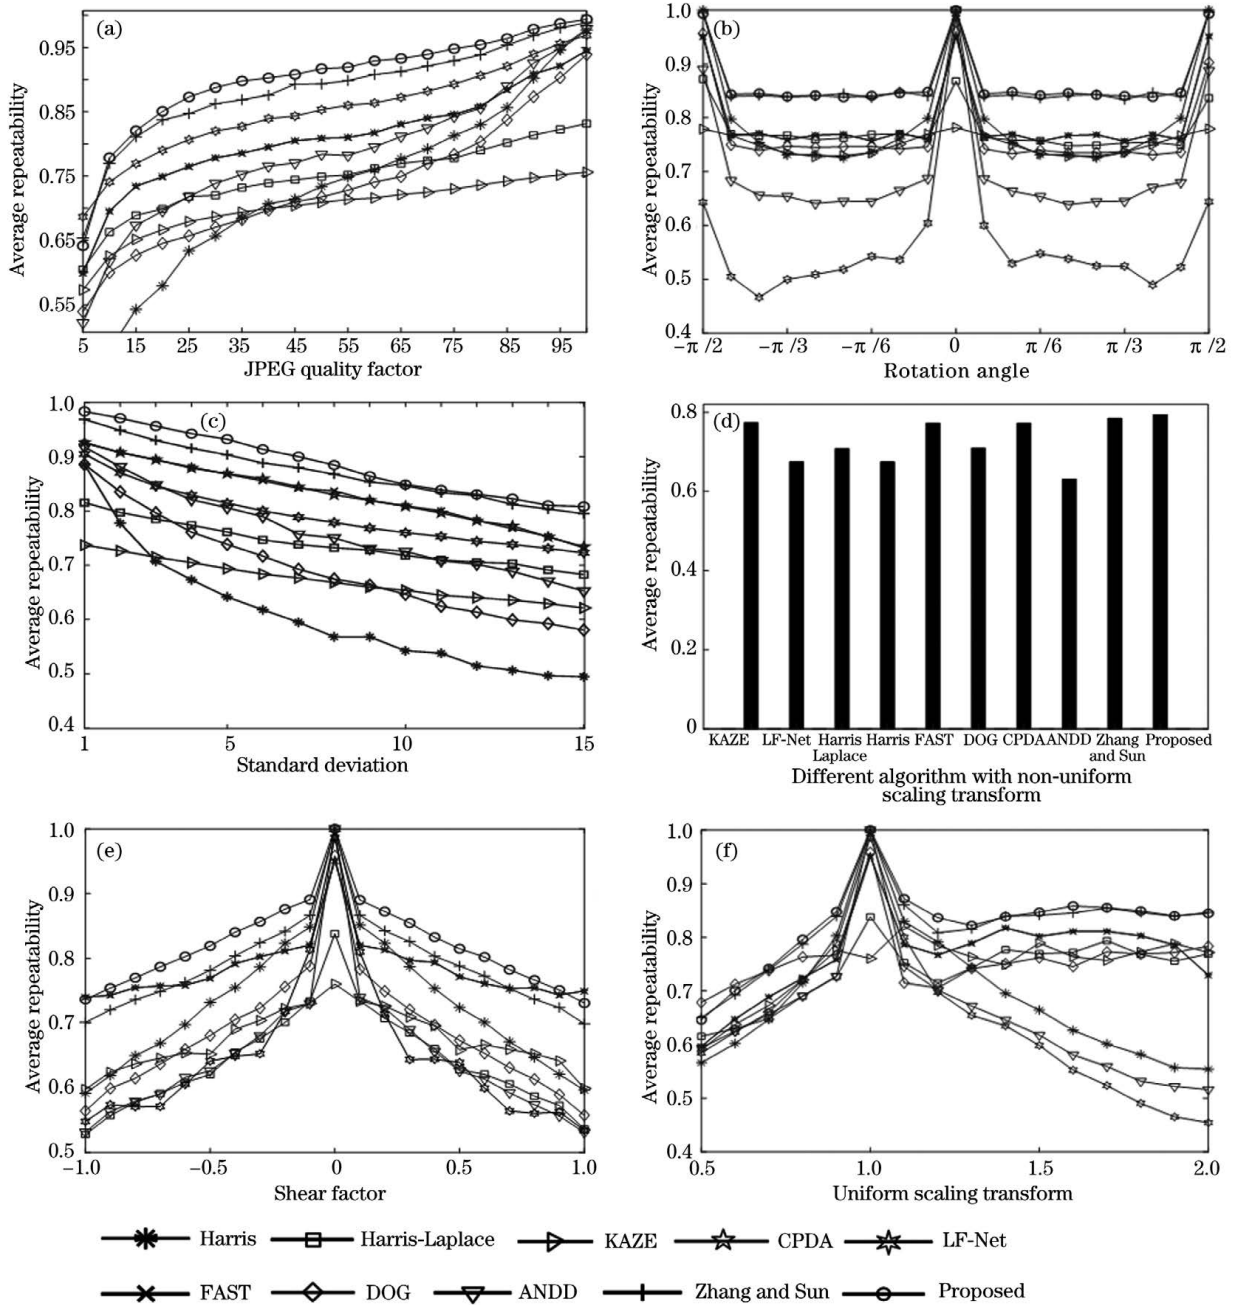 (a)
0.95
0.85
0.75
0.65
0.55
Average repeatability
5 15 25 35 45 55 65 75 85 95
JPEG quality factor
(b)
1.0
0.9
0.8
0.7
0.6
0.5
0.4
Average repeatability
−π /2 −π /3 −π /6 0 π /6 π /3 π /2
Rotation angle
(c)
1.0
0.9
0.8
0.7
0.6
0.5
0.4
Average repeatability
1 5 10 15
Standard deviation
(d)
0.8
0.6
0.4
0.2
0
Average repeatability
KAZE LF-Net Harris Harris FAST DOG CPDA ANDD Zhang Proposed
Laplace and Sun
Different algorithm with non-uniform
scaling transform
(e)
1.0
0.9
0.8
0.7
0.6
0.5
Average repeatability
−1.0 −0.5 0 0.5 1.0
Shear factor
(f)
1.0
0.9
0.8
0.7
0.6
0.5
0.4
Average repeatability
0.5 1.0 1.5 2.0
Uniform scaling transform
Harris Harris-Laplace KAZE CPDA LF-Net
FAST DOG ANDD Zhang and Sun Proposed